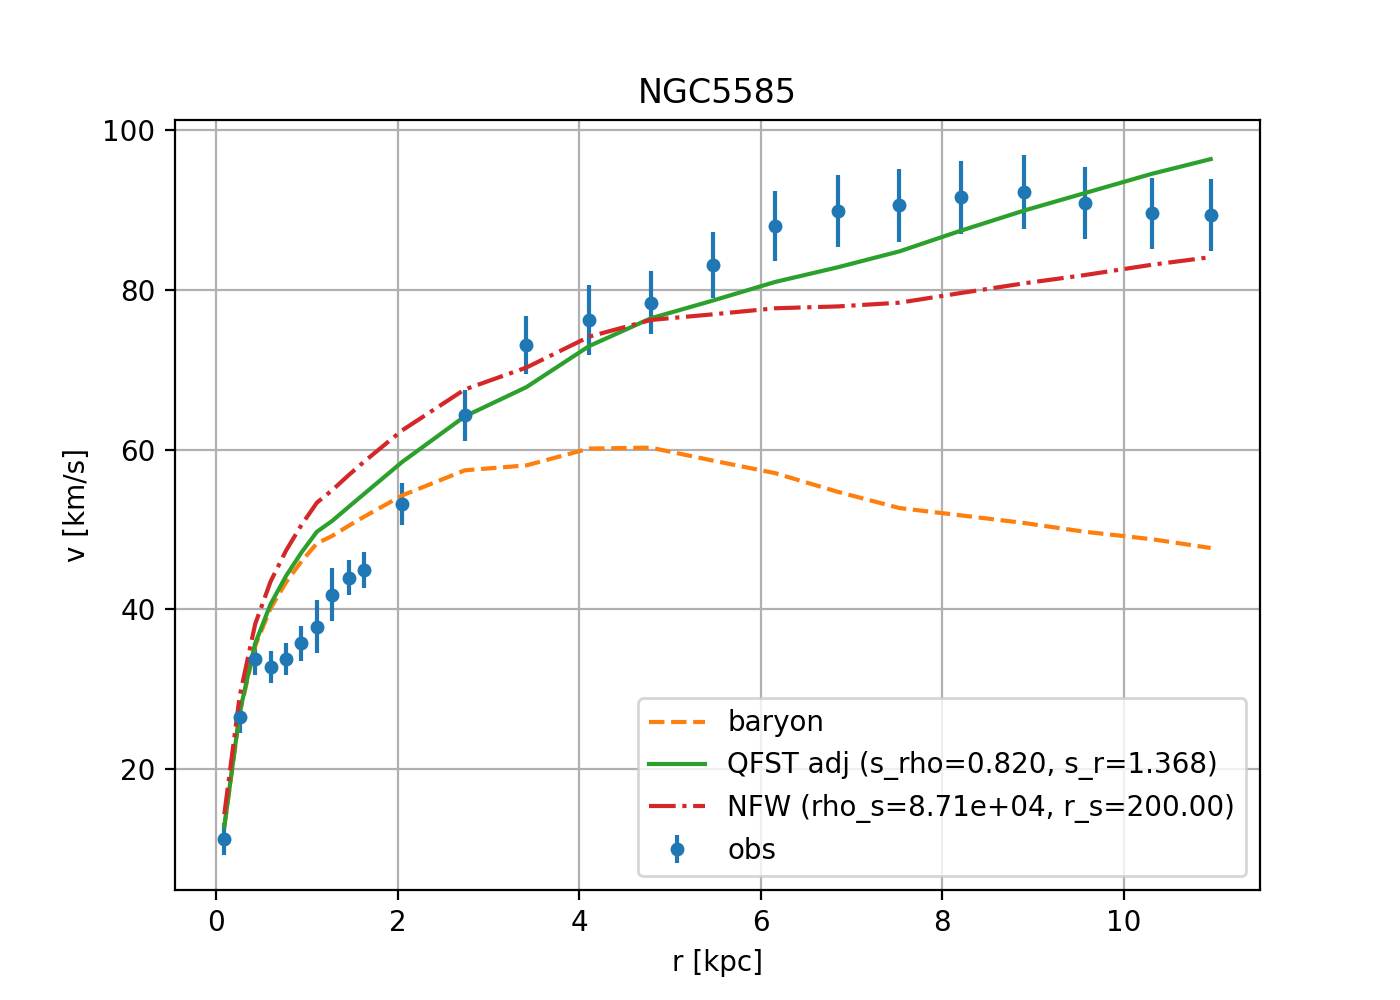 NGC5585
100
80
60
40
20
v [km/s]
baryon
QFST adj (s_rho=0.820, s_r=1.368)
NFW (rho_s=8.71e+04, r_s=200.00)
obs
0 2 4 6 8 10
r [kpc]